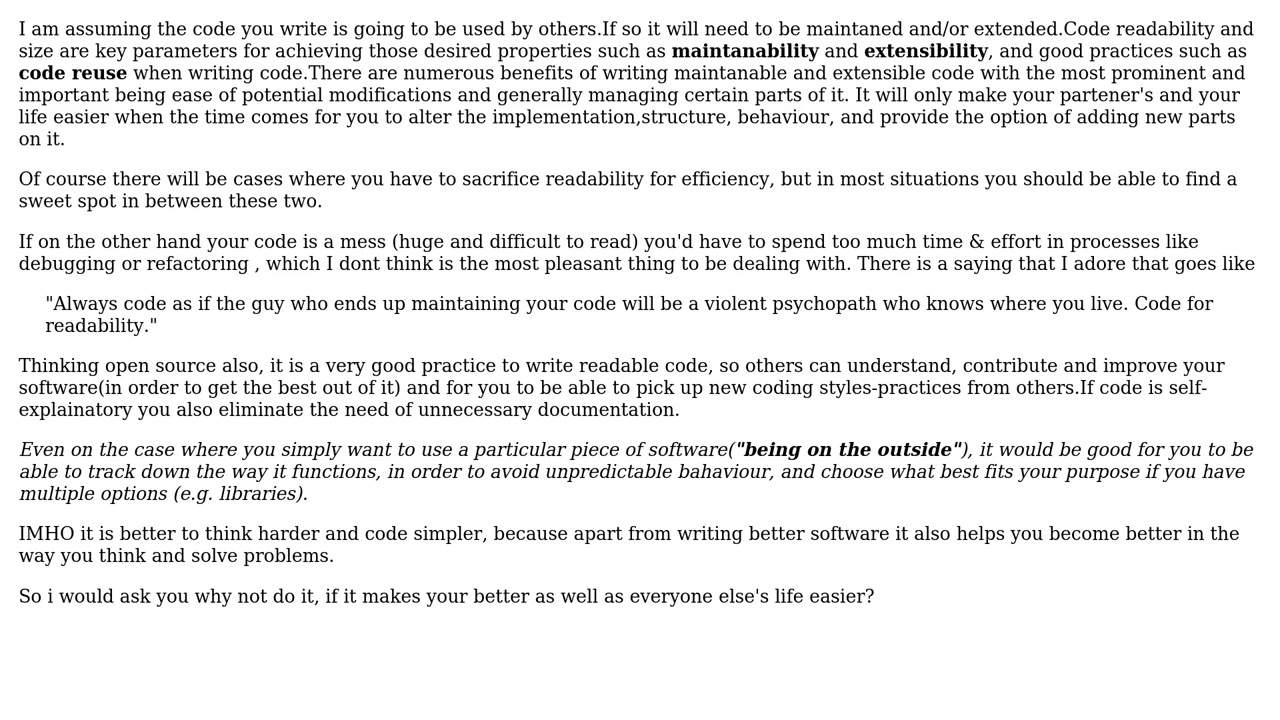 I am assuming the code you write is going to be used by others.If so it will need to be maintaned and/or extended.Code readability and
size are key parameters for achieving those desired properties such as maintanability and extensibility, and good practices such as
code reuse when writing code.There are numerous benefits of writing maintanable and extensible code with the most prominent and
important being ease of potential modifications and generally managing certain parts of it. It will only make your partener's and your
life easier when the time comes for you to alter the implementation,structure, behaviour, and provide the option of adding new parts
on it.
Of course there will be cases where you have to sacrifice readability for efficiency, but in most situations you should be able to find a
sweet spot in between these two.
If on the other hand your code is a mess (huge and difficult to read) you'd have to spend too much time & effort in processes like
debugging or refactoring , which I dont think is the most pleasant thing to be dealing with. There is a saying that I adore that goes like
"Always code as if the guy who ends up maintaining your code will be a violent psychopath who knows where you live. Code for
readability."
Thinking open source also, it is a very good practice to write readable code, so others can understand, contribute and improve your
software(in order to get the best out of it) and for you to be able to pick up new coding styles-practices from others.If code is self-
explainatory you also eliminate the need of unnecessary documentation.
Even on the case where you simply want to use a particular piece of software("being on the outside"), it would be good for you to be
able to track down the way it functions, in order to avoid unpredictable bahaviour, and choose what best fits your purpose if you have
multiple options (e.g. libraries).
IMHO it is better to think harder and code simpler, because apart from writing better software it also helps you become better in the
way you think and solve problems.
So i would ask you why not do it, if it makes your better as well as everyone else's life easier?